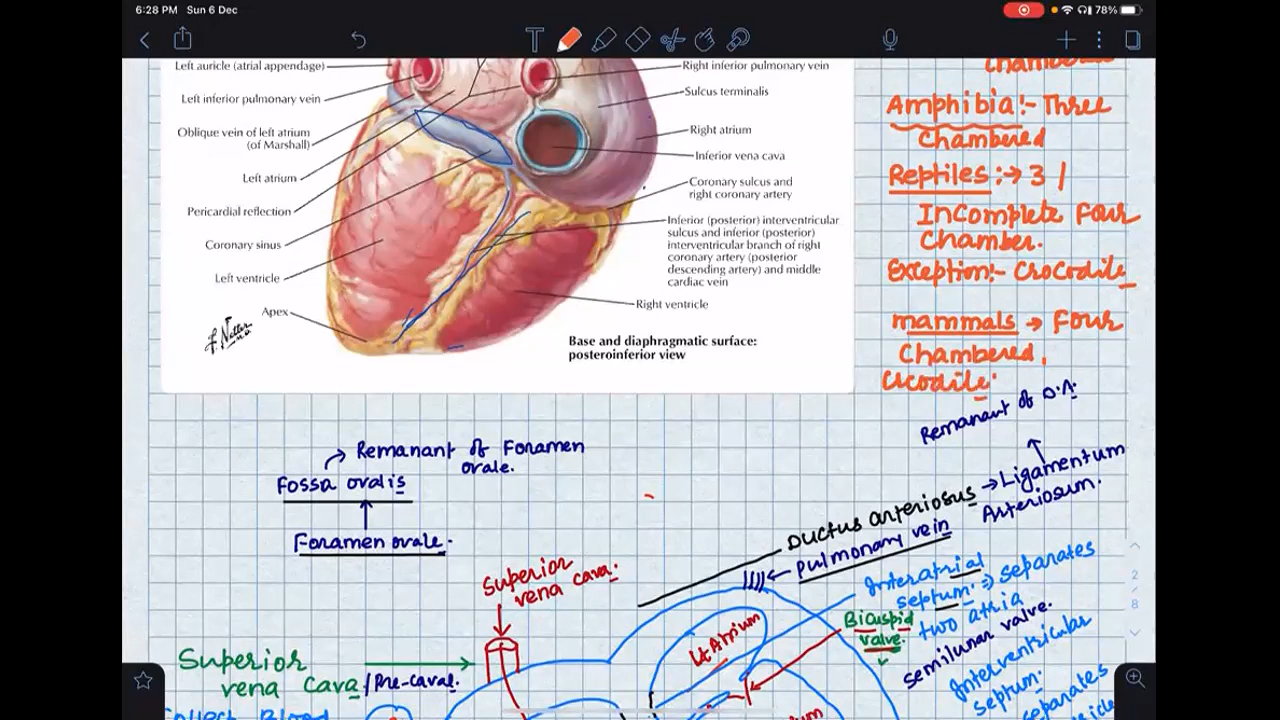 6:28 PM Sun 6 Dec
78%
Left auricle (atrial appendage)
Left inferior pulmonary vein
Oblique vein of left atrium
(of Marshall)
Left atrium
Pericardial reflection
Coronary sinus
Left ventricle
Apex
Right inferior pulmonary vein
Sulcus terminalis
Right atrium
Inferior vena cava
Coronary sulcus and
right coronary artery
Inferior (posterior) interventricular
sulcus and inferior (posterior)
interventricular branch of right
coronary artery (posterior
descending artery) and middle
cardiac vein
Right ventricle
Base and diaphragmatic surface:
posteroinferior view
Amphibia:- Three
Chambered
Reptiles :→ 3/
Incomplete Four
Chamber.
Exception:- Crocodile
mammals → Four
Chambered,
Crcodile.
Remanant of D.A.
Ligamentum
Arteriosum.
Remanant of Foramen
ovale.
Fossa ovalis
Foramen ovale.
Ductus arteriosus →
Pulmonary vein
Interatrial
septum :⇒ separates
two atria
Bicuspid
valve.
semilunar valve.
Interventricular
septum.
separates
Superior
vena cava.
Lt Atrium
Superior
vena cava / Pre-caval.
collect Blood
2
8